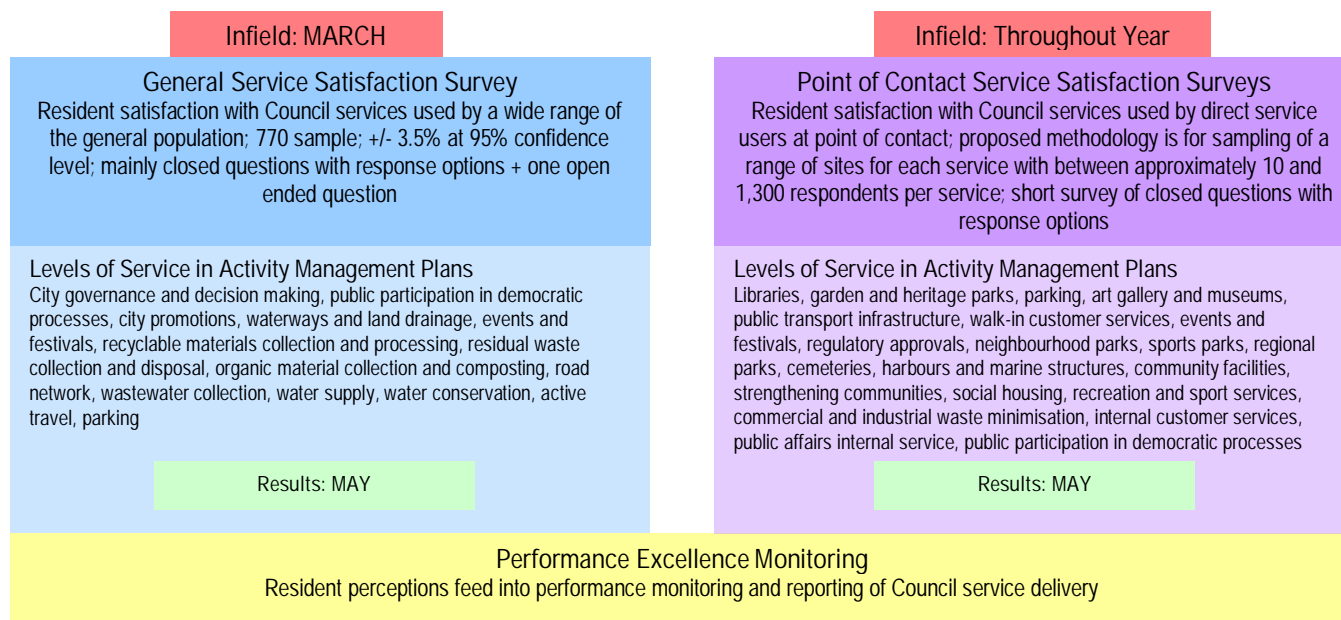 Infield: MARCH
General Service Satisfaction Survey
Resident satisfaction with Council services used by a wide range of
the general population; 770 sample; +/- 3.5% at 95% confidence
level; mainly closed questions with response options + one open
ended question
Levels of Service in Activity Management Plans
City governance and decision making, public participation in democratic
processes, city promotions, waterways and land drainage, events and
festivals, recyclable materials collection and processing, residual waste
collection and disposal, organic material collection and composting, road
network, wastewater collection, water supply, water conservation, active
travel, parking
Results: MAY
Infield: Throughout Year
Point of Contact Service Satisfaction Surveys
Resident satisfaction with Council services used by direct service
users at point of contact; proposed methodology is for sampling of a
range of sites for each service with between approximately 10 and
1,300 respondents per service; short survey of closed questions with
response options
Levels of Service in Activity Management Plans
Libraries, garden and heritage parks, parking, art gallery and museums,
public transport infrastructure, walk-in customer services, events and
festivals, regulatory approvals, neighbourhood parks, sports parks, regional
parks, cemeteries, harbours and marine structures, community facilities,
strengthening communities, social housing, recreation and sport services,
commercial and industrial waste minimisation, internal customer services,
public affairs internal service, public participation in democratic processes
Results: MAY
Performance Excellence Monitoring
Resident perceptions feed into performance monitoring and reporting of Council service delivery